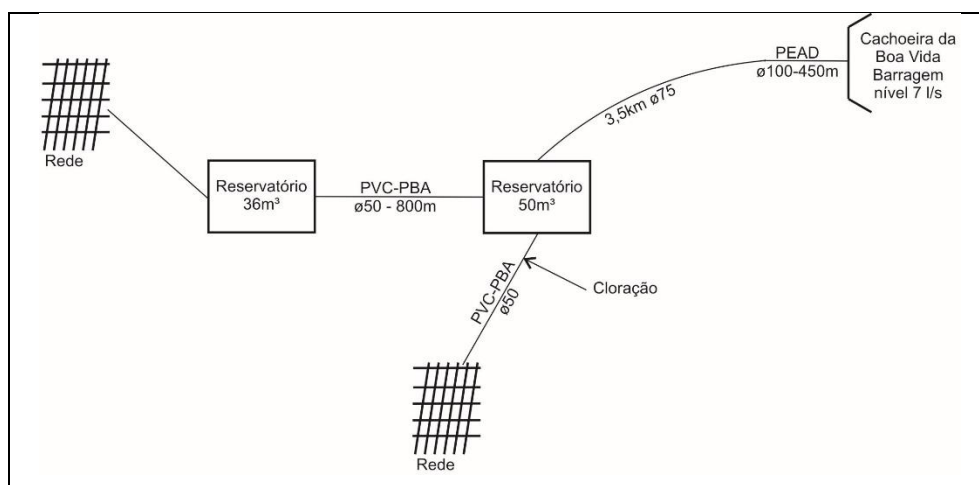 PEAD
ø100-450m
Cachoeira da
Boa Vida
Barragem
nível 7 l/s
3,5km ø75
Rede
Reservatório
36m³
PVC-PBA
ø50 - 800m
Reservatório
50m³
PVC-PBA
ø50
Cloração
Rede